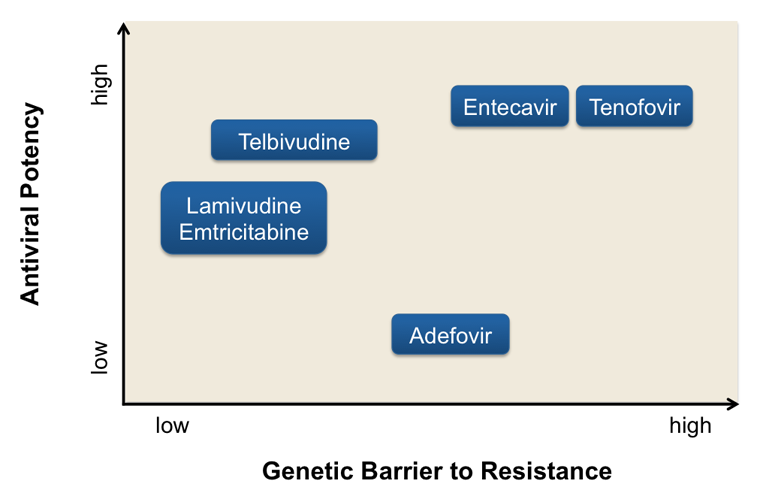 high
Antiviral Potency
low
Entecavir
Tenofovir
Telbivudine
Lamivudine
Emtricitabine
Adefovir
low
high
Genetic Barrier to Resistance